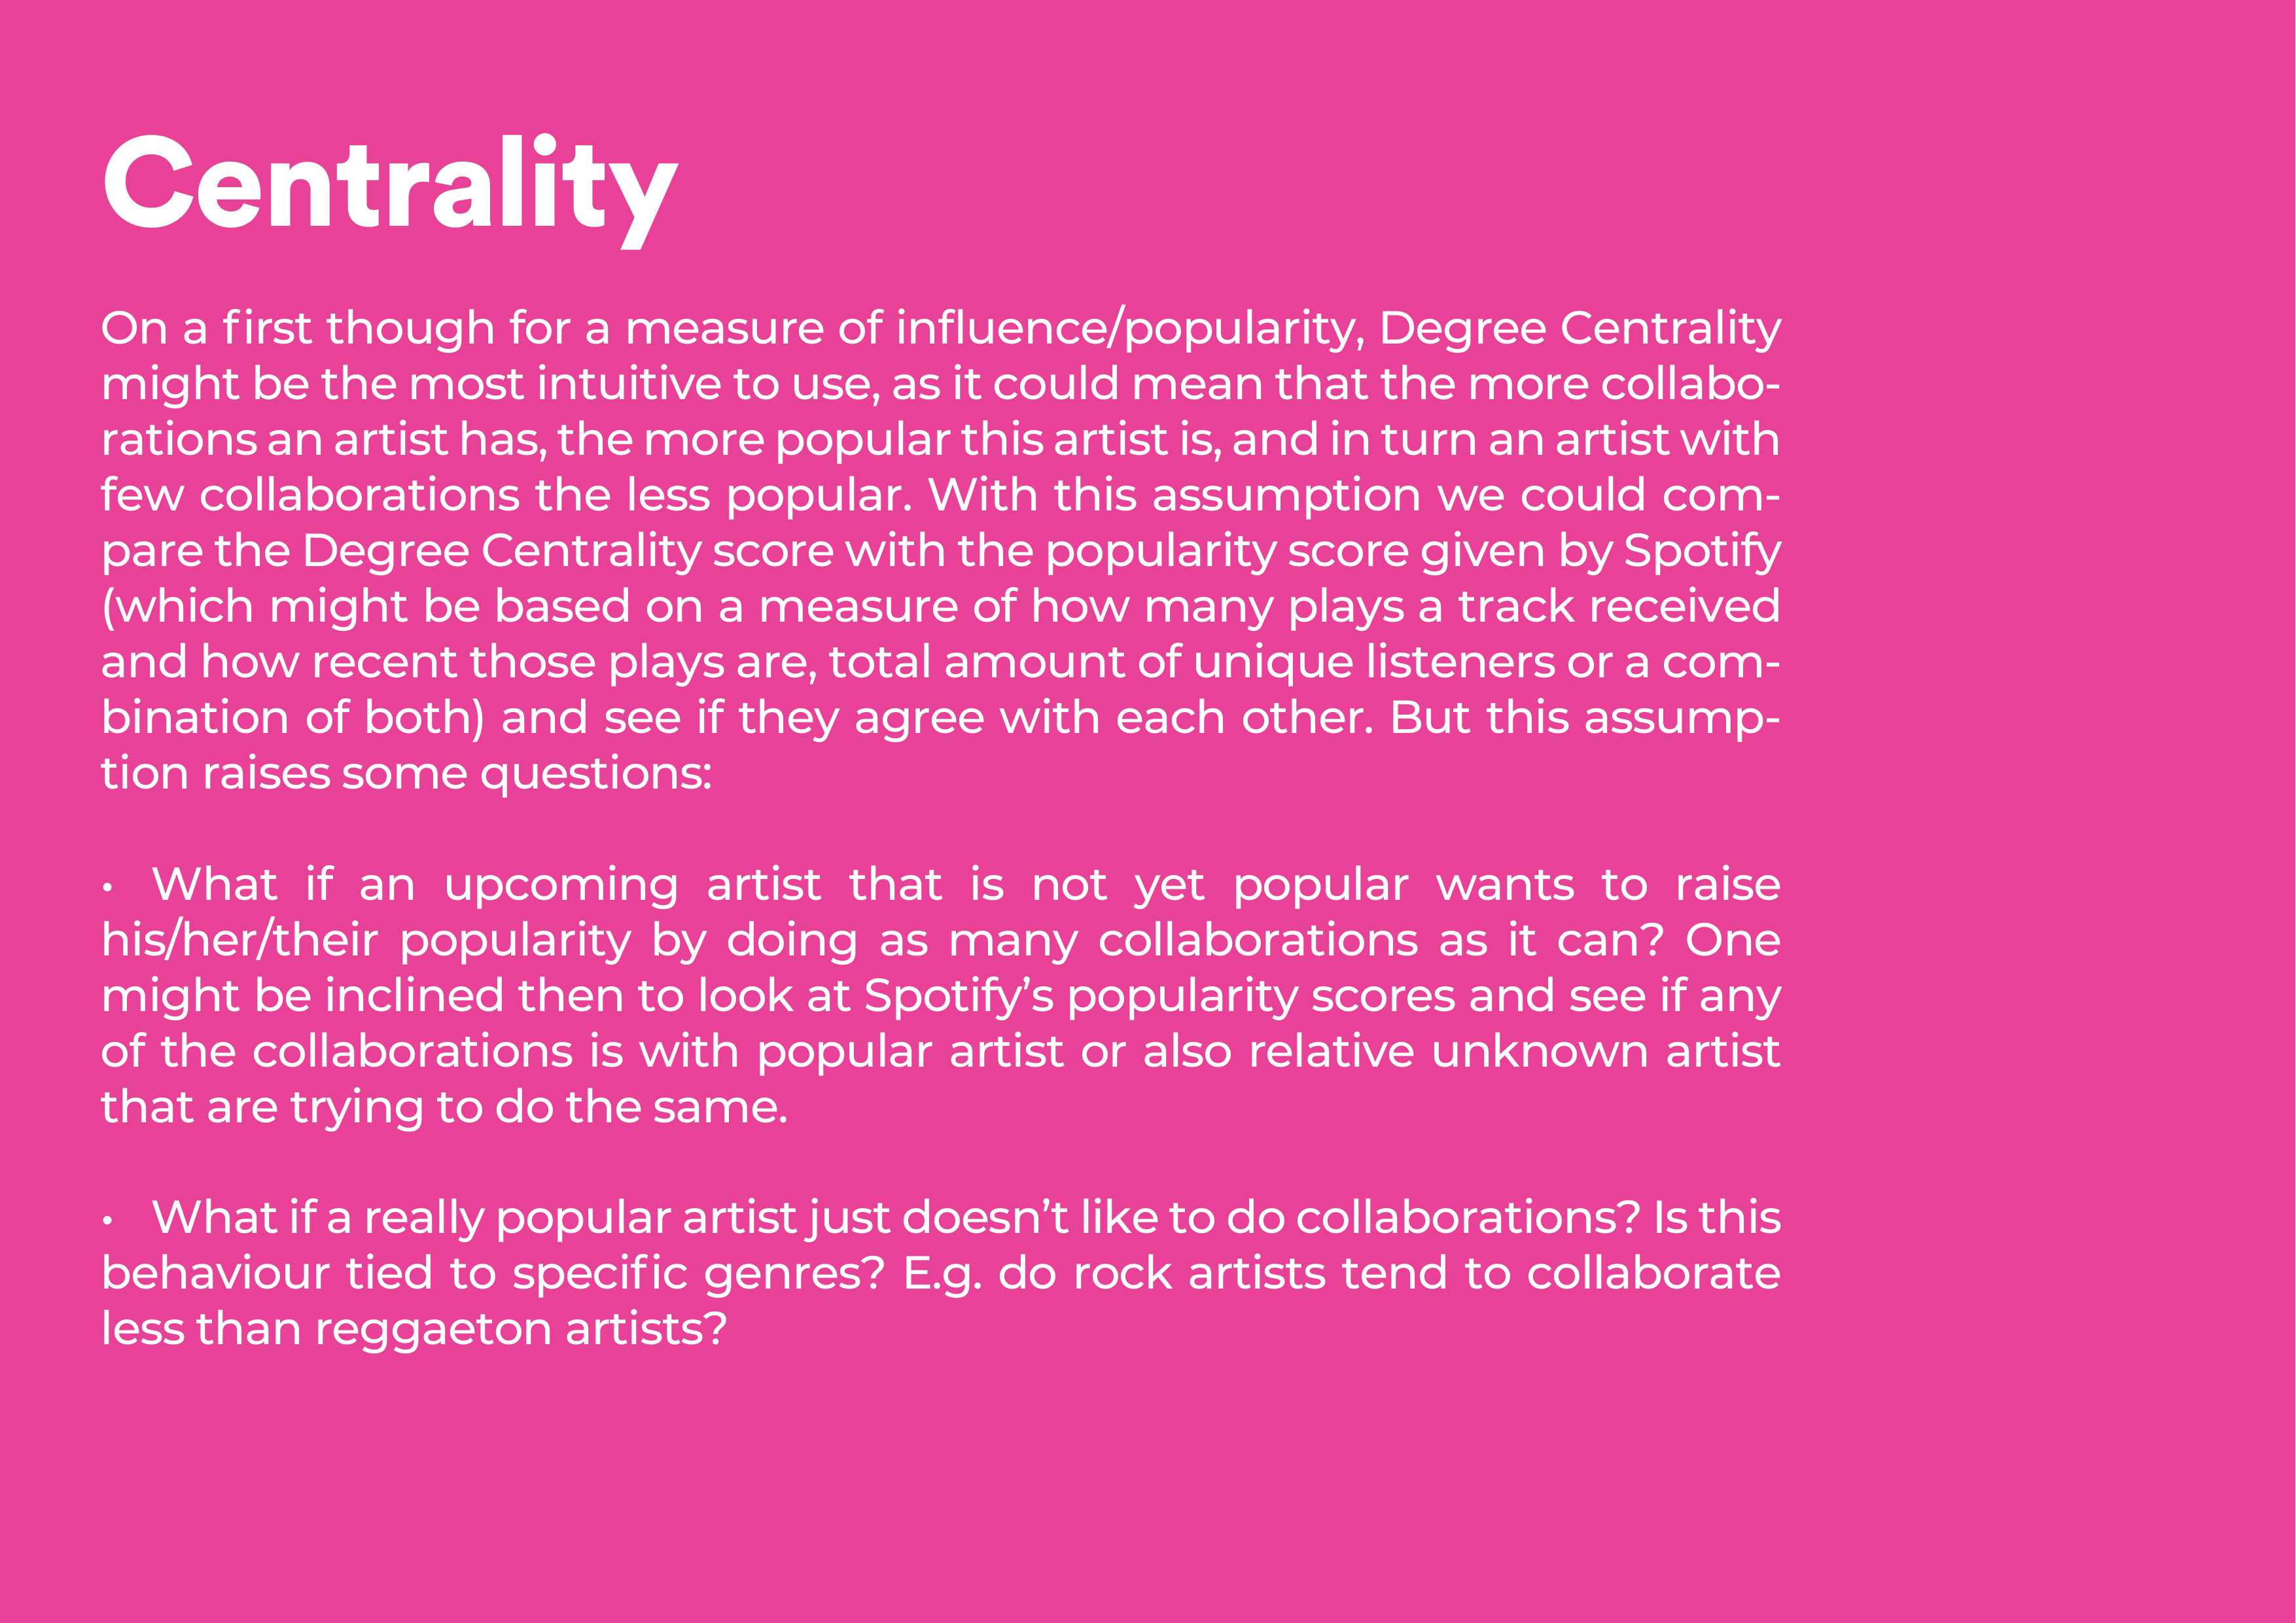 Centrality
On a first though for a measure of influence/popularity, Degree Centrality
might be the most intuitive to use, as it could mean that the more collabo-
rations an artist has, the more popular this artist is, and in turn an artist with
few collaborations the less popular. With this assumption we could com-
pare the Degree Centrality score with the popularity score given by Spotify
(which might be based on a measure of how many plays a track received
and how recent those plays are, total amount of unique listeners or a com-
bination of both) and see if they agree with each other. But this assump-
tion raises some questions:
• What if an upcoming artist that is not yet popular wants to raise
his/her/their popularity by doing as many collaborations as it can? One
might be inclined then to look at Spotify’s popularity scores and see if any
of the collaborations is with popular artist or also relative unknown artist
that are trying to do the same.
• What if a really popular artist just doesn’t like to do collaborations? Is this
behaviour tied to specific genres? E.g. do rock artists tend to collaborate
less than reggaeton artists?